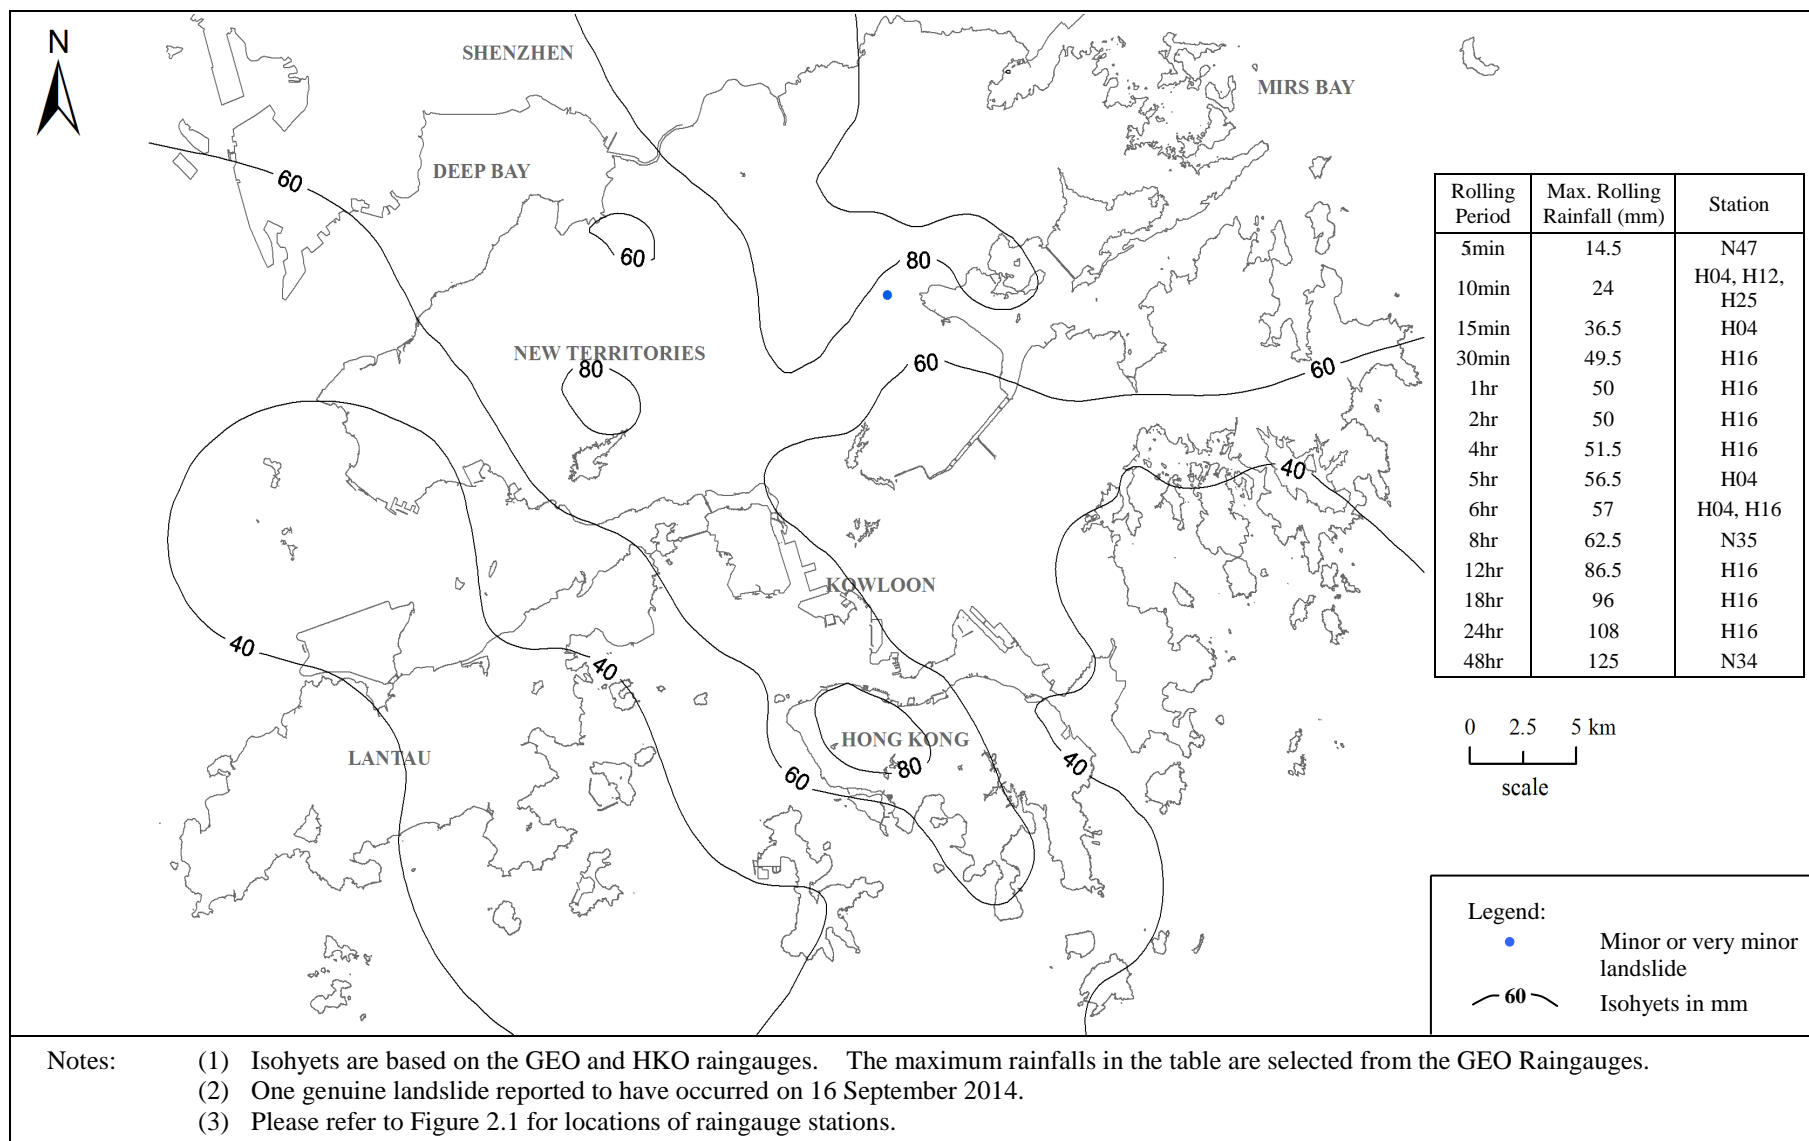 N
SHENZHEN
MIRS BAY
DEEP BAY
60
60
80
NEW TERRITORIES
80
60
60
40
KOWLOON
40
40
HONG KONG
LANTAU
80
60
40
Rolling Period Max. Rolling Rainfall (mm) Station
5min 14.5 N47
10min 24 H04, H12, H25
15min 36.5 H04
30min 49.5 H16
1hr 50 H16
2hr 50 H16
4hr 51.5 H16
5hr 56.5 H04
6hr 57 H04, H16
8hr 62.5 N35
12hr 86.5 H16
18hr 96 H16
24hr 108 H16
48hr 125 N34
0 2.5 5 km
scale
Legend:
Minor or very minor
landslide
60 Isohyets in mm
Notes: (1) Isohyets are based on the GEO and HKO raingauges. The maximum rainfalls in the table are selected from the GEO Raingauges.
(2) One genuine landslide reported to have occurred on 16 September 2014.
(3) Please refer to Figure 2.1 for locations of raingauge stations.